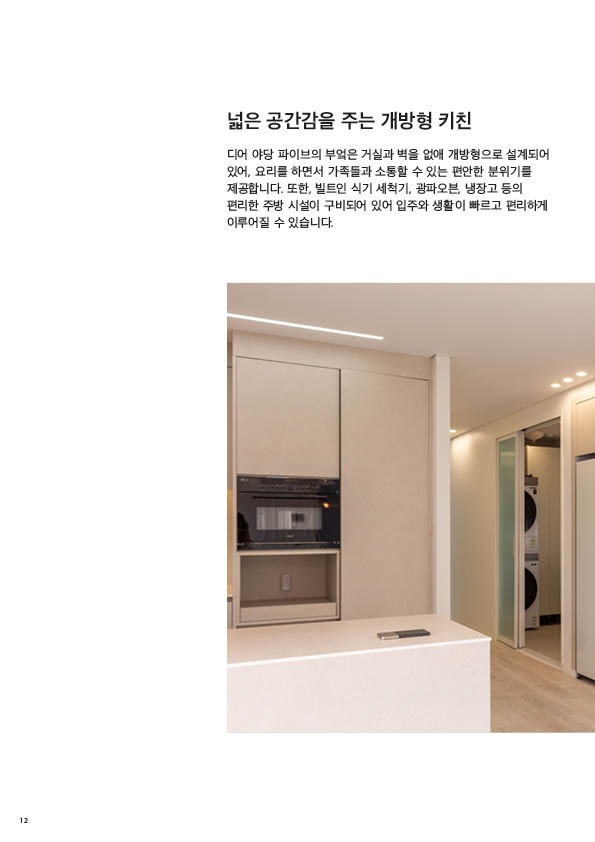 넓은 공간감을 주는 개방형 키친
디어 야당 파이브의 부엌은 거실과 벽을 없애 개방형으로 설계되어
있어, 요리를 하면서 가족들과 소통할 수 있는 편안한 분위기를
제공합니다. 또한, 빌트인 식기 세척기, 광파오븐, 냉장고 등의
편리한 주방 시설이 구비되어 있어 입주와 생활이 빠르고 편리하게
이루어질 수 있습니다.
12